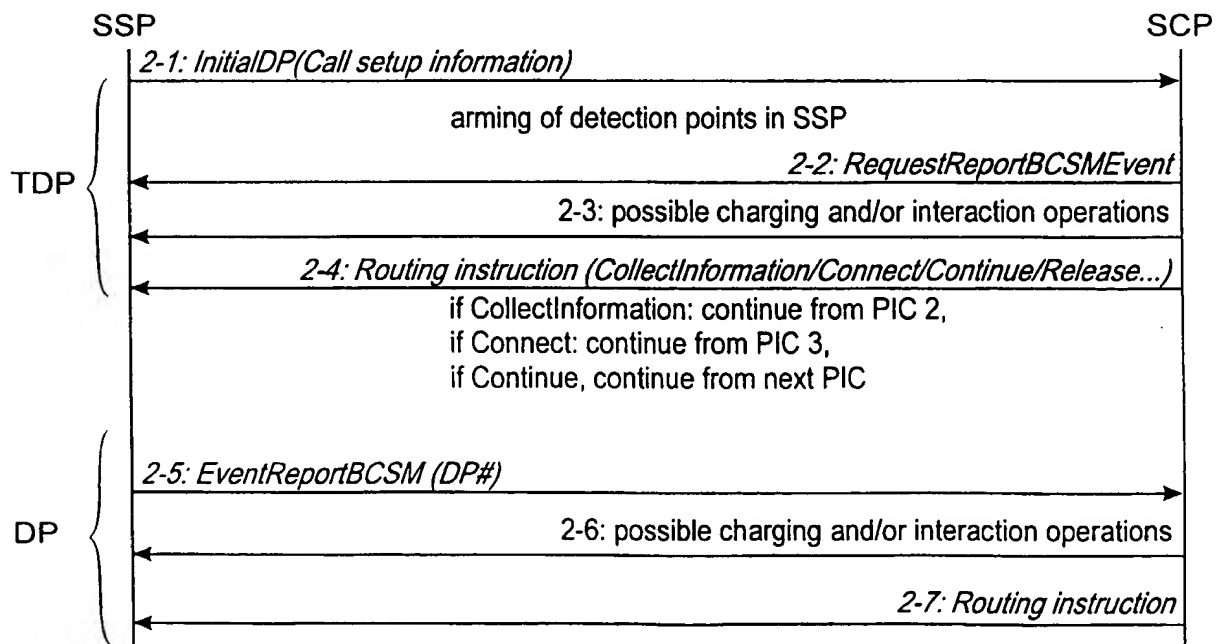 SSP
SCP
2-1: InitialDP(Call setup information)
arming of detection points in SSP
2-2: RequestReportBCSMEvent
TDP
2-3: possible charging and/or interaction operations
2-4: Routing instruction (CollectInformation/Connect/Continue/Release...)
if CollectInformation: continue from PIC 2,
if Connect: continue from PIC 3,
if Continue, continue from next PIC
2-5: EventReportBCSM (DP#)
DP
2-6: possible charging and/or interaction operations
2-7: Routing instruction